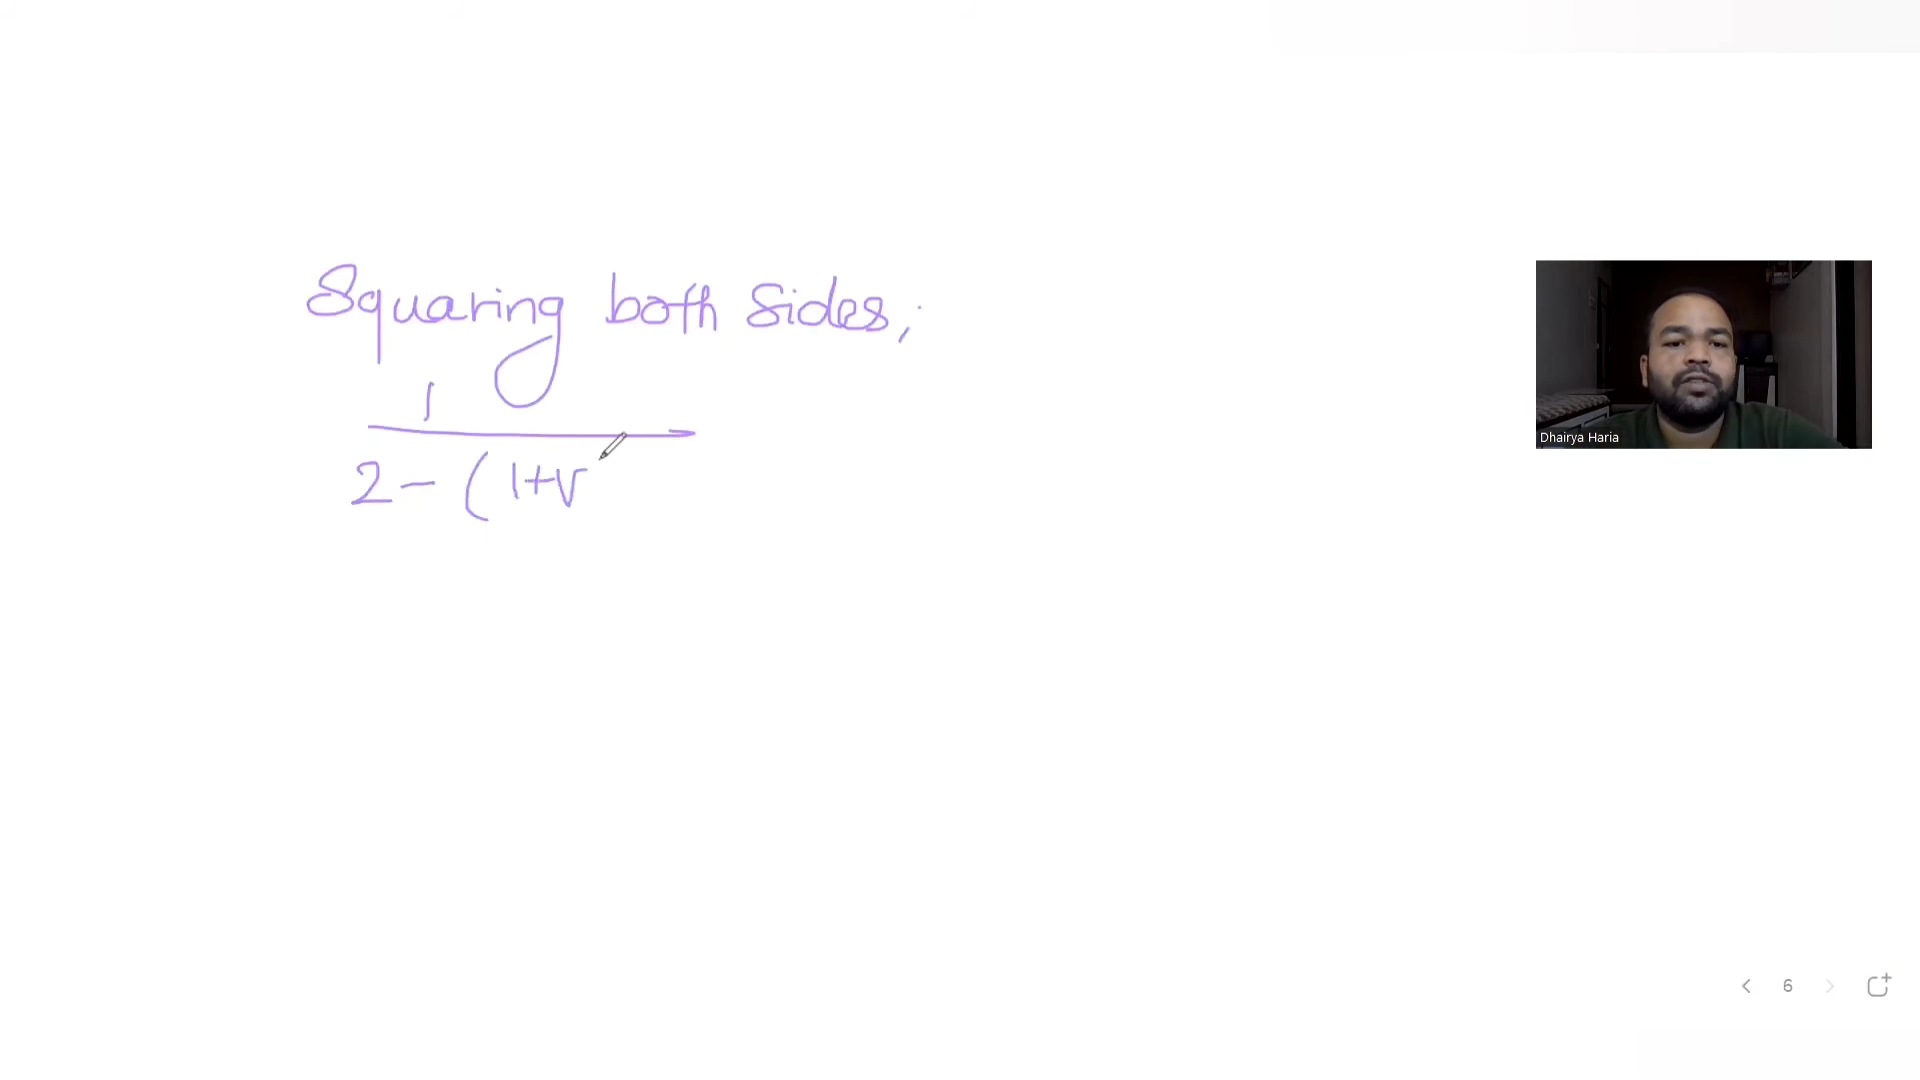 Squaring both sides,
1
2 - ( 1+v
Dhairya Haria
6